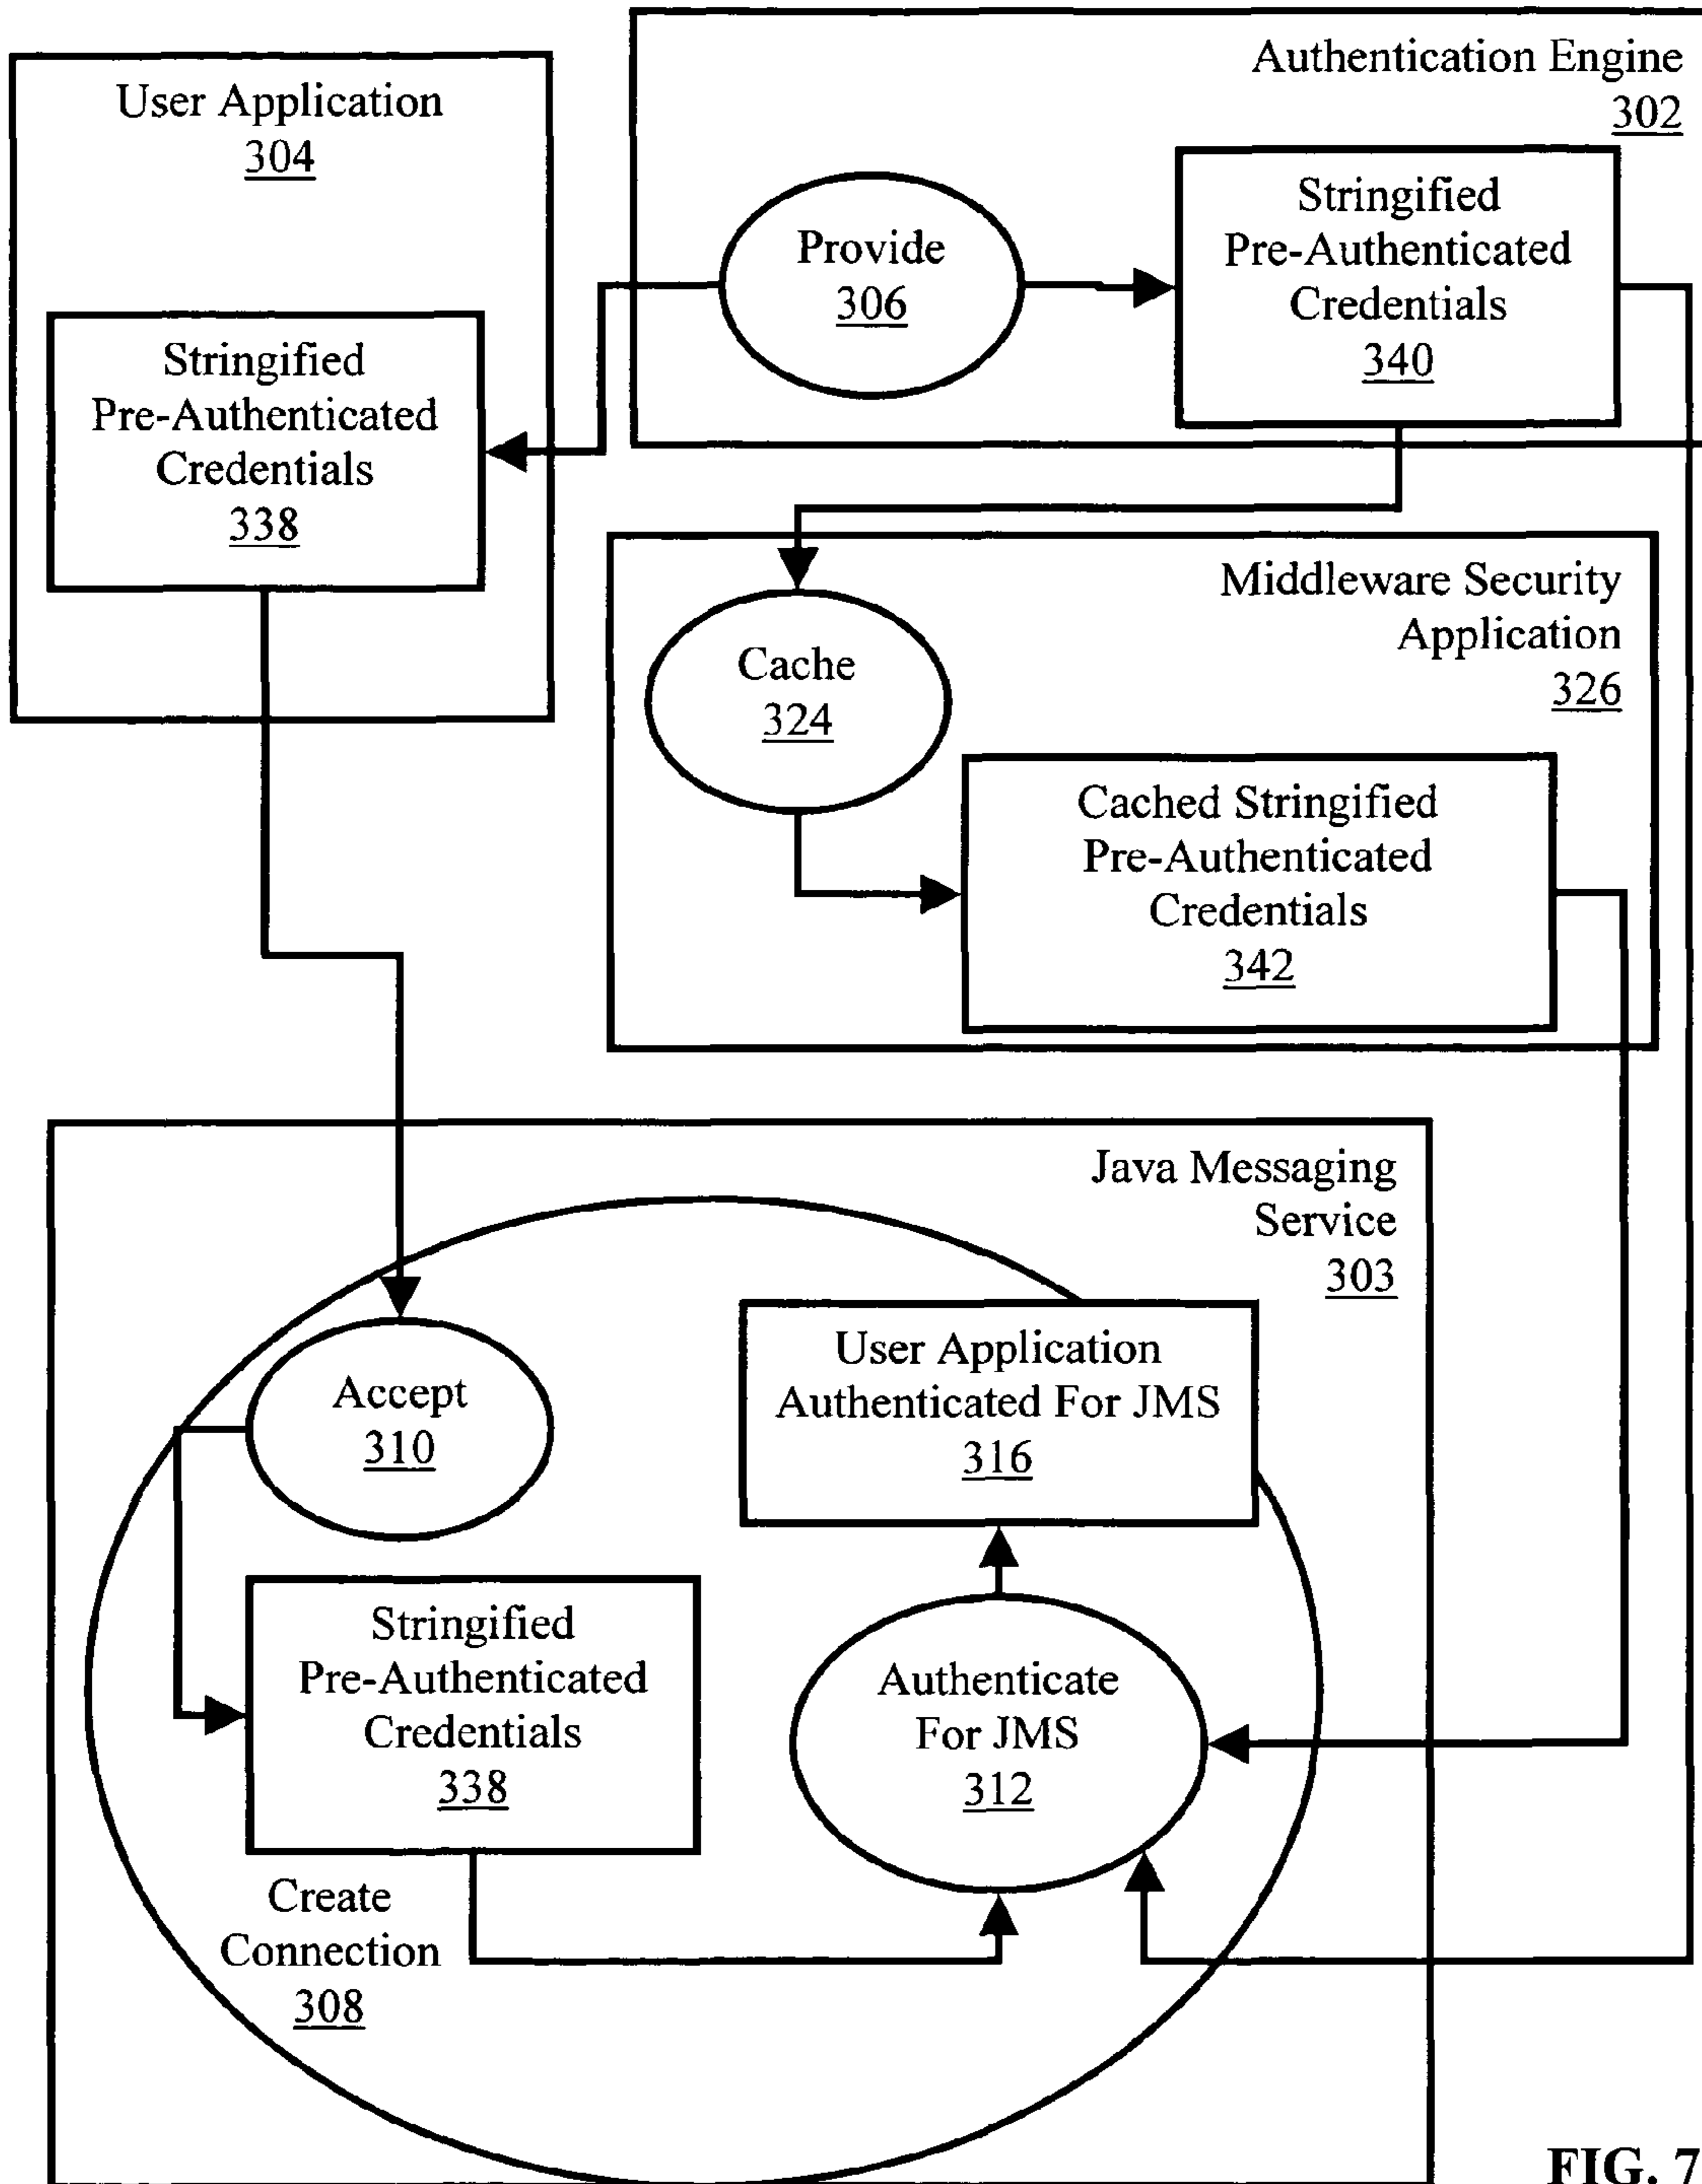 User Application
304
Authentication Engine
302
Provide
306
Stringified
Pre-Authenticated
Credentials
340
Stringified
Pre-Authenticated
Credentials
338
Middleware Security
Application
326
Cache
324
Cached Stringified
Pre-Authenticated
Credentials
342
Java Messaging
Service
303
Accept
310
User Application
Authenticated For JMS
316
Stringified
Pre-Authenticated
Credentials
338
Authenticate
For JMS
312
Create
Connection
308
FIG. 7